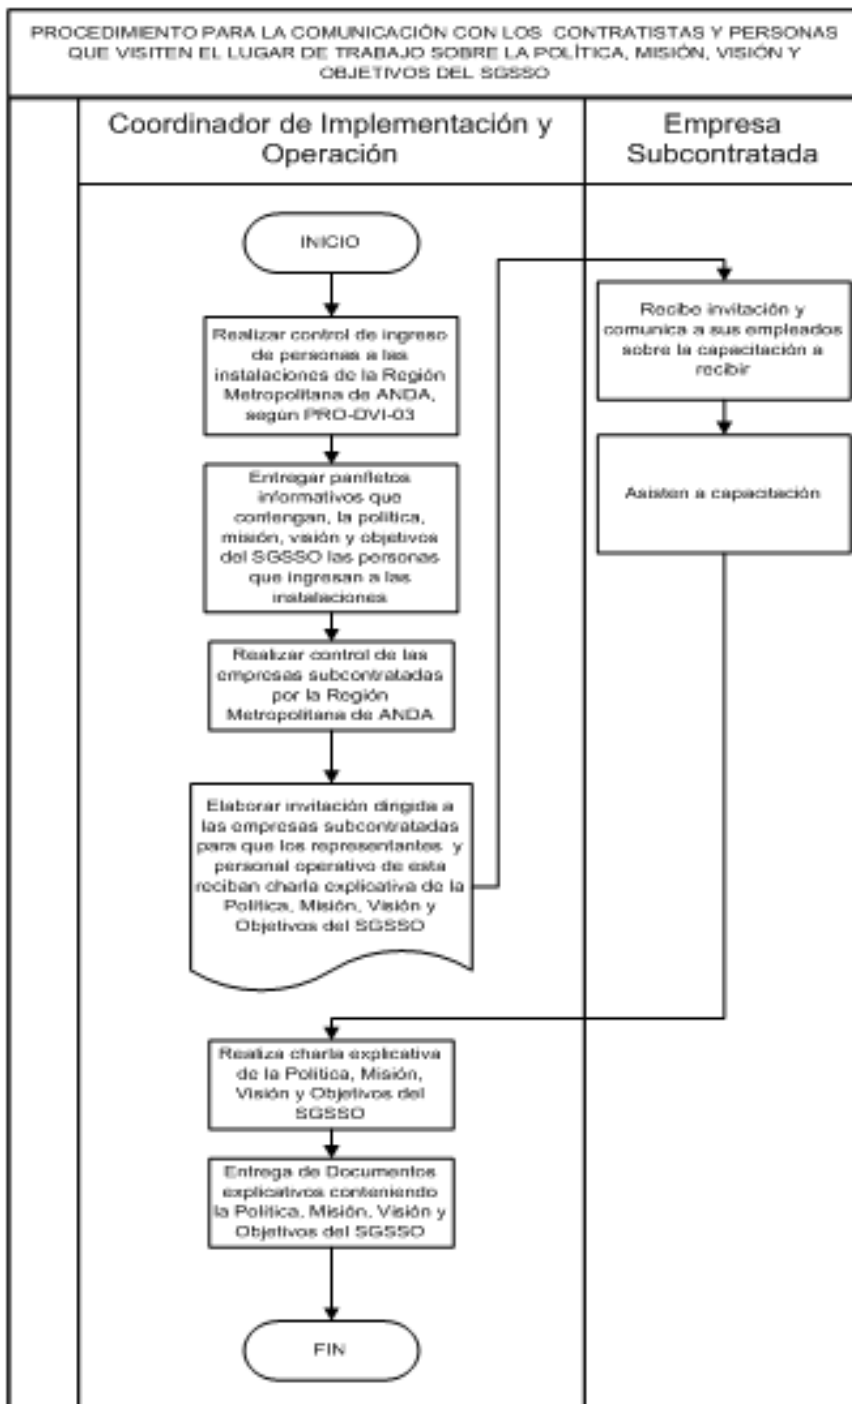 PROCEDIMIENTO PARA LA COMUNICACIÓN CON LOS CONTRATISTAS Y PERSONAS
QUE VISITEN EL LUGAR DE TRABAJO SOBRE LA POLÍTICA, MISIÓN, VISIÓN Y
OBJETIVOS DEL SGSSO
Coordinador de Implementación y
Operación
Empresa
Subcontratada
INICIO
Realizar control de ingreso
de personas a las
instalaciones de la Región
Metropolitana de ANDA,
según PRO-DVI-03
Entregar panfletos
informativos que
contengan, la política,
misión, visión y objetivos
del SGSSO las personas
que ingresan a las
instalaciones
Realizar control de las
empresas subcontratadas
por la Región
Metropolitana de ANDA
Elaborar invitación dirigida a
las empresas subcontratadas
para que los representantes y
personal operativo de esta
reciban charla explicativa de la
Política, Misión, Visión y
Objetivos del SGSSO
Recibe invitación y
comunica a sus empleados
sobre la capacitación a
recibir
Asisten a capacitación
Realiza charla explicativa
de la Política, Misión,
Visión y Objetivos del
SGSSO
Entrega de Documentos
explicativos conteniendo
la Política, Misión, Visión y
Objetivos del SGSSO
FIN